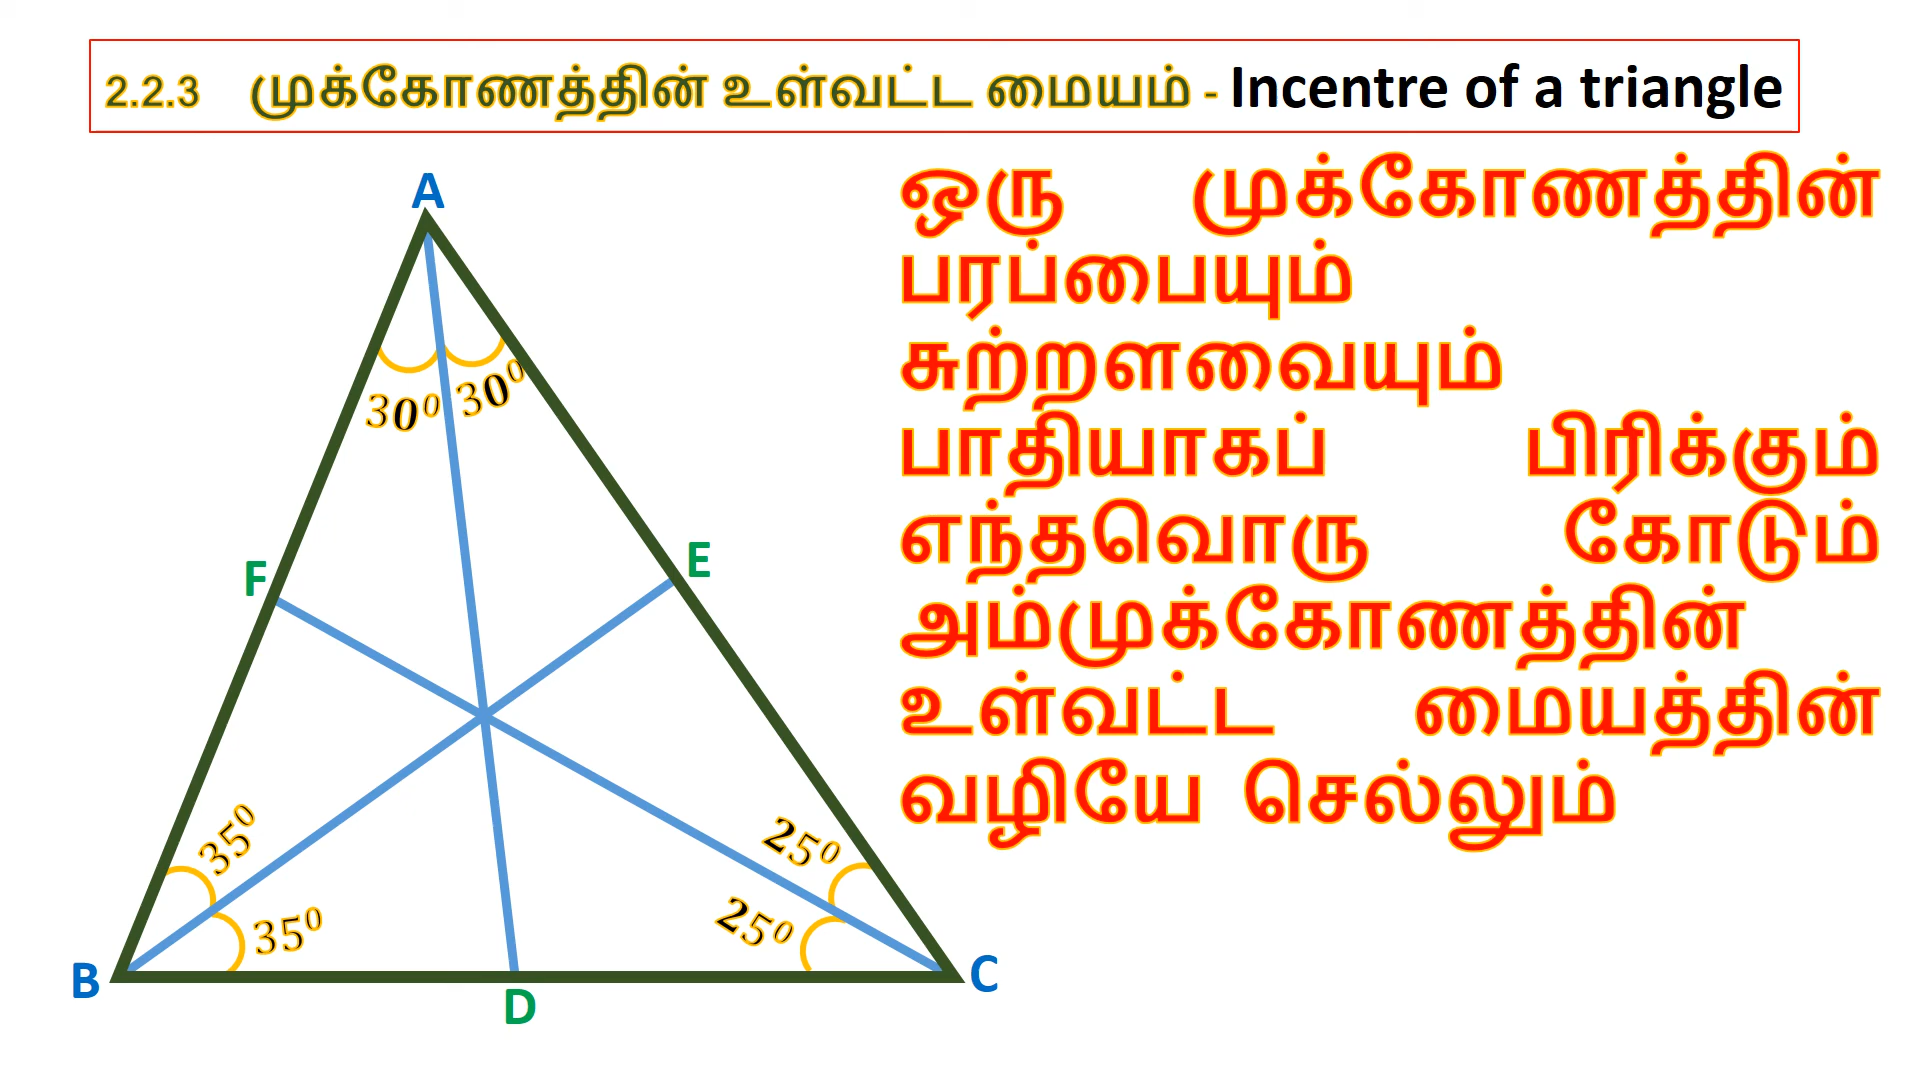 2.2.3 முக்கோணத்தின் உள்வட்ட மையம் - Incentre of a triangle
A
30⁰ 30⁰
F
E
35⁰
35⁰
25⁰
25⁰
B
D
C
ஒரு முக்கோணத்தின்
பரப்பையும்
சுற்றளவையும்
பாதியாகப் பிரிக்கும்
எந்தவொரு கோடும்
அம்முக்கோணத்தின்
உள்வட்ட மையத்தின்
வழியே செல்லும்